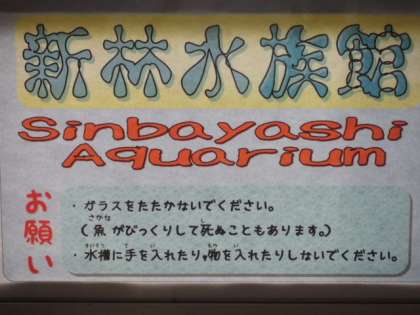 新林水族館
Sinbayashi
Aquarium
お願い
・ガラスをたたかないでください。
(魚がびっくりして死ぬこともあります。)
・水槽に手を入れたり、物を入れたりしないでください。